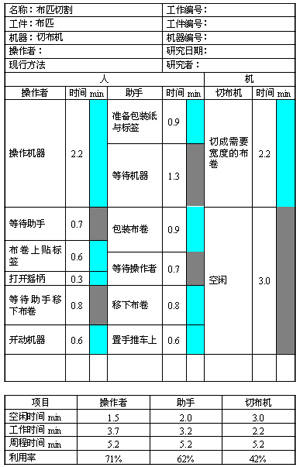 名称：布匹切割 工作编号：
工件：布匹 工件编号：
机器：切布机 机器编号：
操作者： 研究日期：
现行方法 研究者：
人 机
操作者 时间 min 助手 时间 min 切布机 时间 min
操作机器 2.2
准备包装纸
与标签 0.9
等待机器 1.3
切成需要
宽度的布
卷 2.2
等待助手 0.7
布卷上贴标
签 0.6
打开摇柄 0.3
等待助手移
下布卷 0.8
开动机器 0.6
包装布卷 0.9
等待操作者 0.7
移下布卷 0.8
置手推车上 0.6
空闲 3.0
项目 操作者 助手 切布机
空闲时间 min 1.5 2.0 3.0
工作时间 min 3.7 3.2 2.2
周程时间 min 5.2 5.2 5.2
利用率 71% 62% 42%